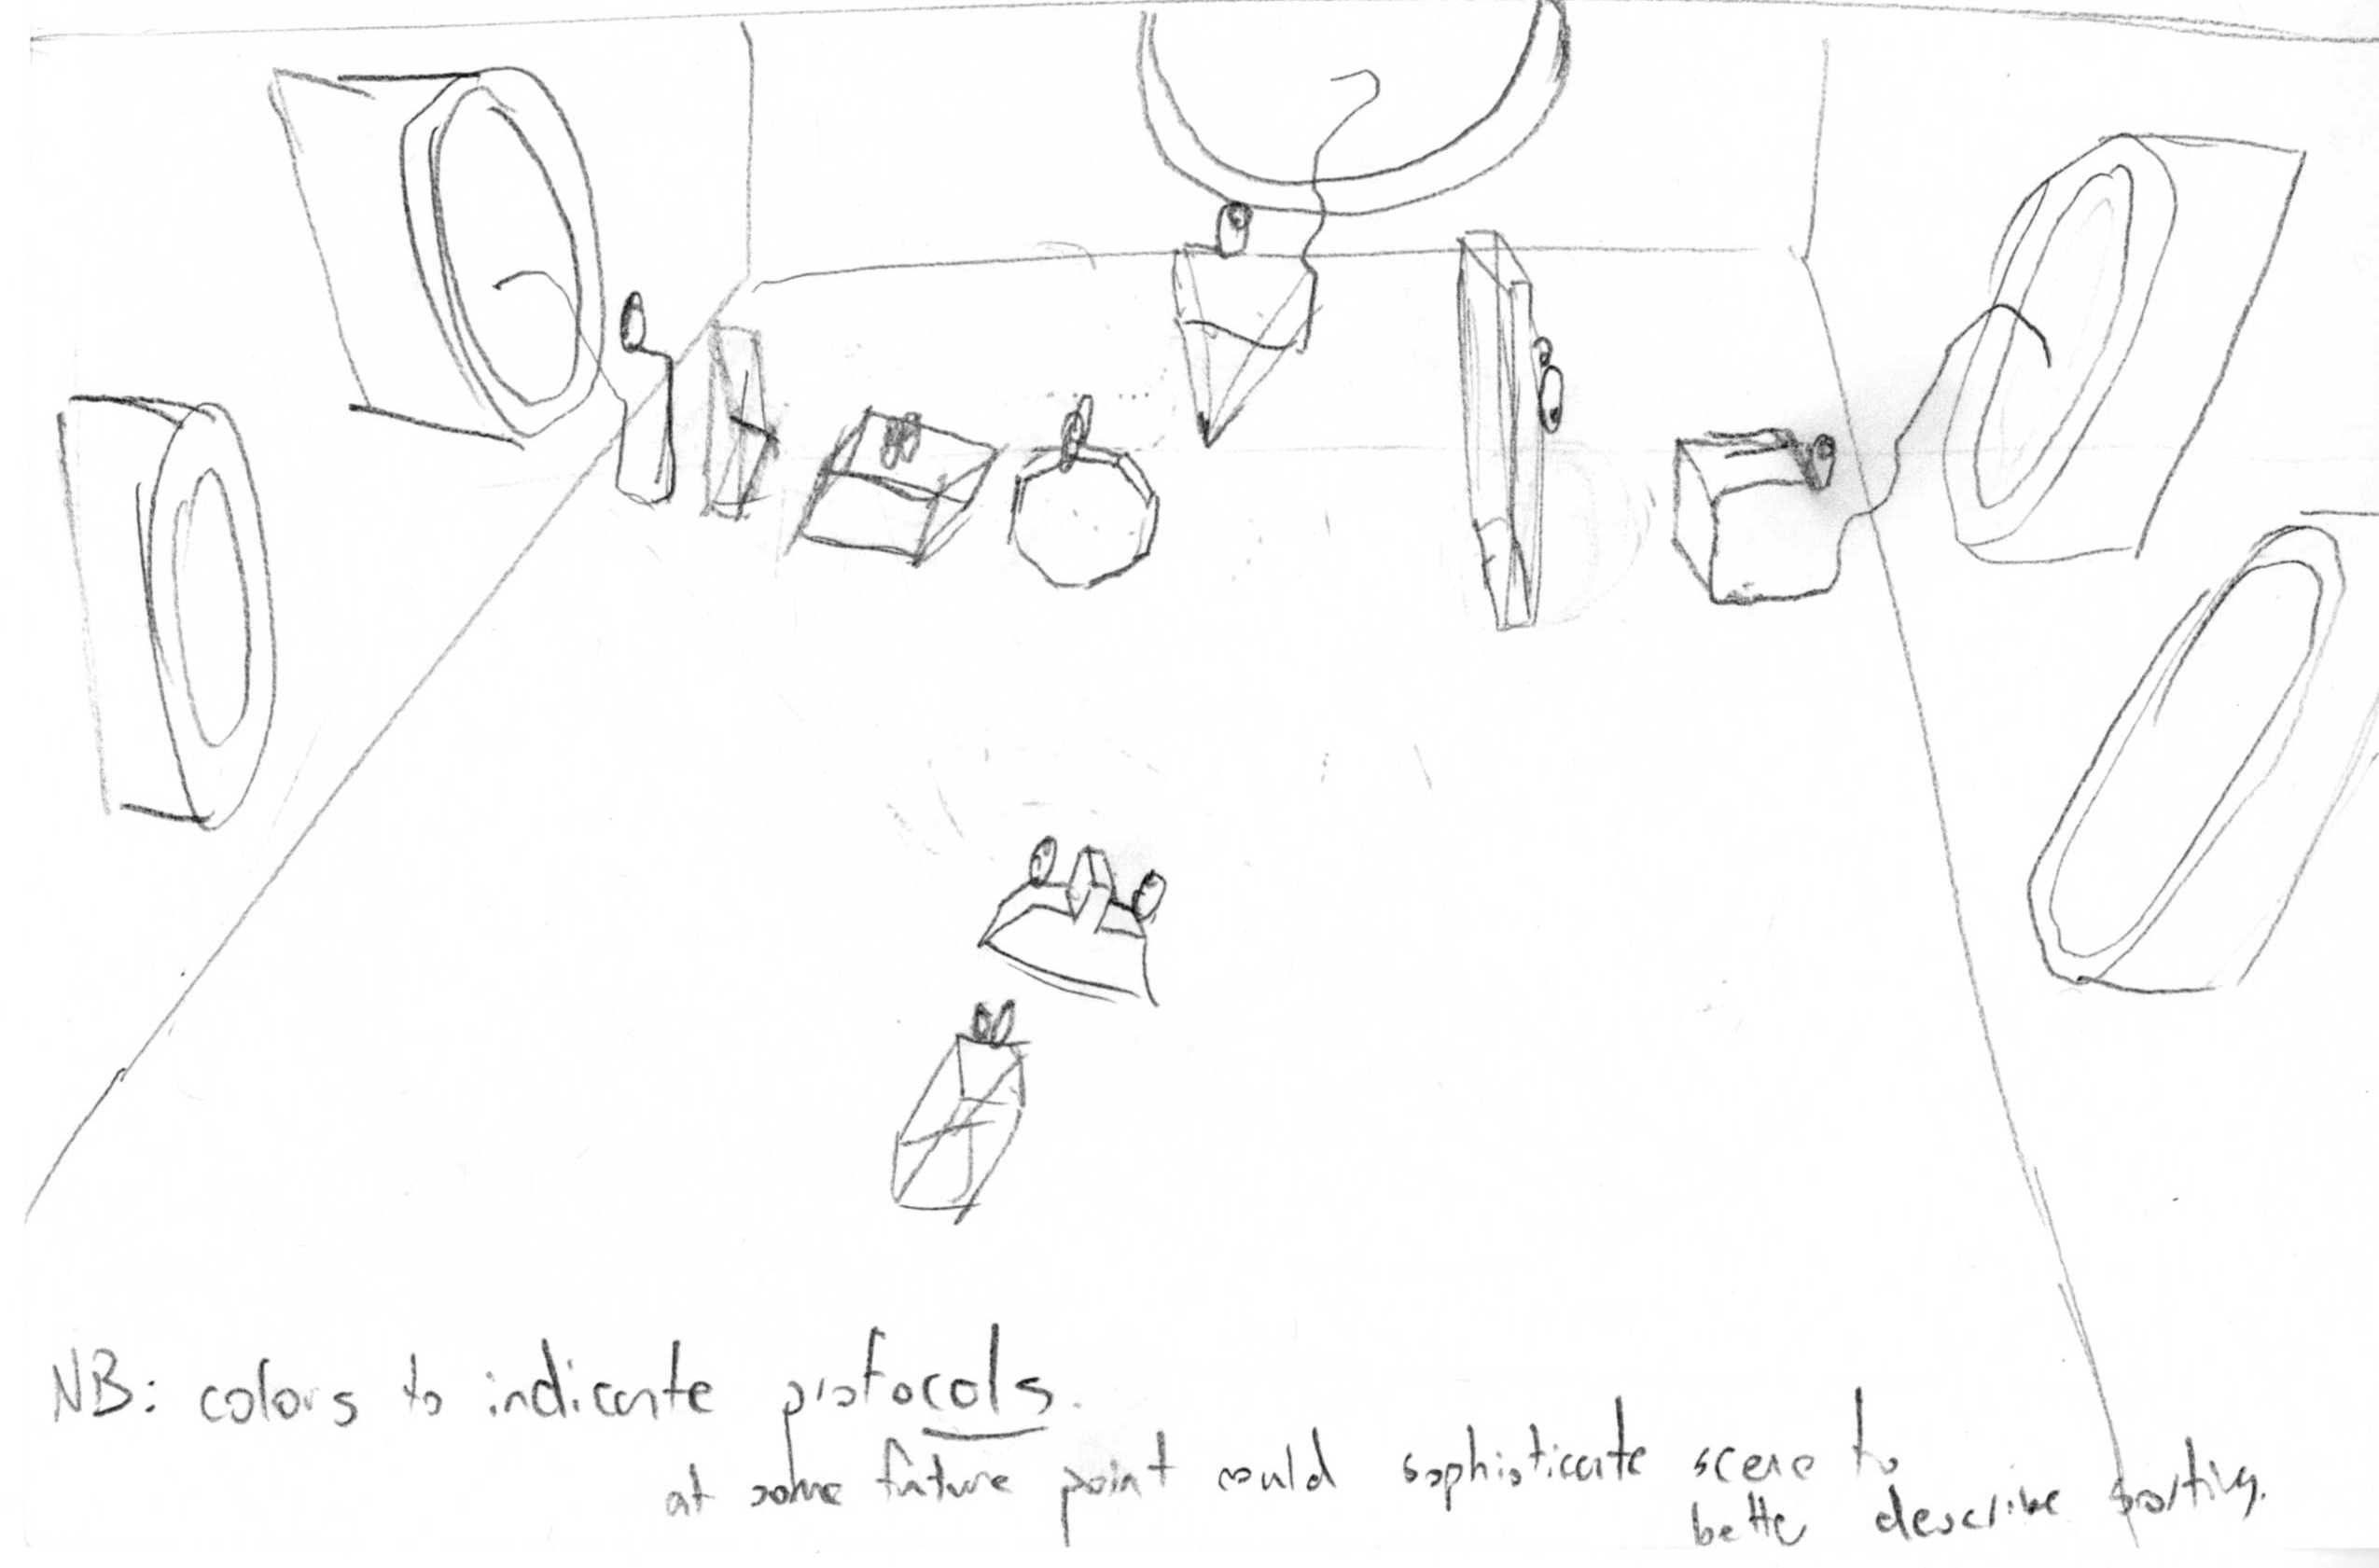 NB: colors to indicate protocols.
at some future point could sophisticate scene to
better describe sorting.